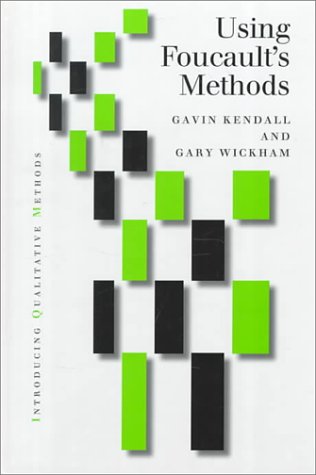 Using
Foucault's
Methods
GAVIN KENDALL
AND
GARY WICKHAM
INTRODUCING QUALITATIVE METHODS